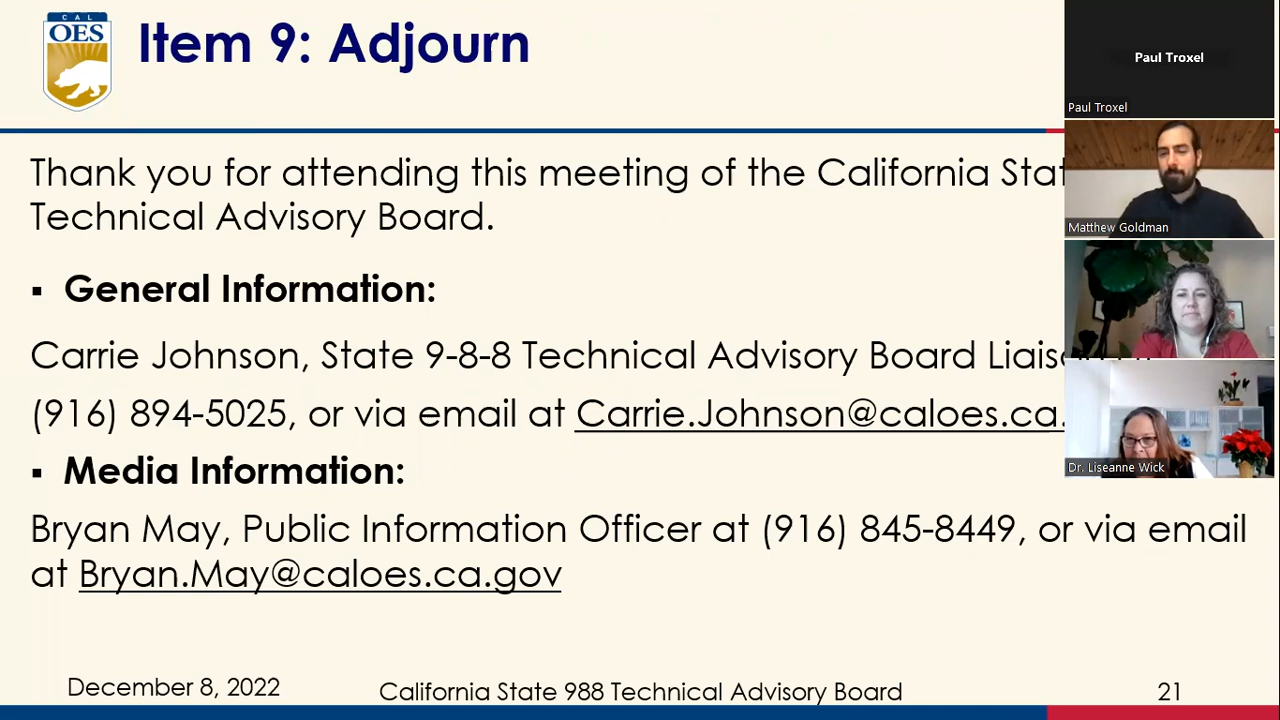 CAL
OES
Item 9: Adjourn
Paul Troxel
Paul Troxel
Thank you for attending this meeting of the California
Technical Advisory Board.
Matthew Goldman
▪ General Information:
Carrie Johnson, State 9-8-8 Technical Advisory Board
(916) 894-5025, or via email at Carrie.Johnson@caloes.ca.
▪ Media Information:
Dr. Liseanne Wick
Bryan May, Public Information Officer at (916) 845-8449, or via email
at Bryan.May@caloes.ca.gov
December 8, 2022
California State 988 Technical Advisory Board
21